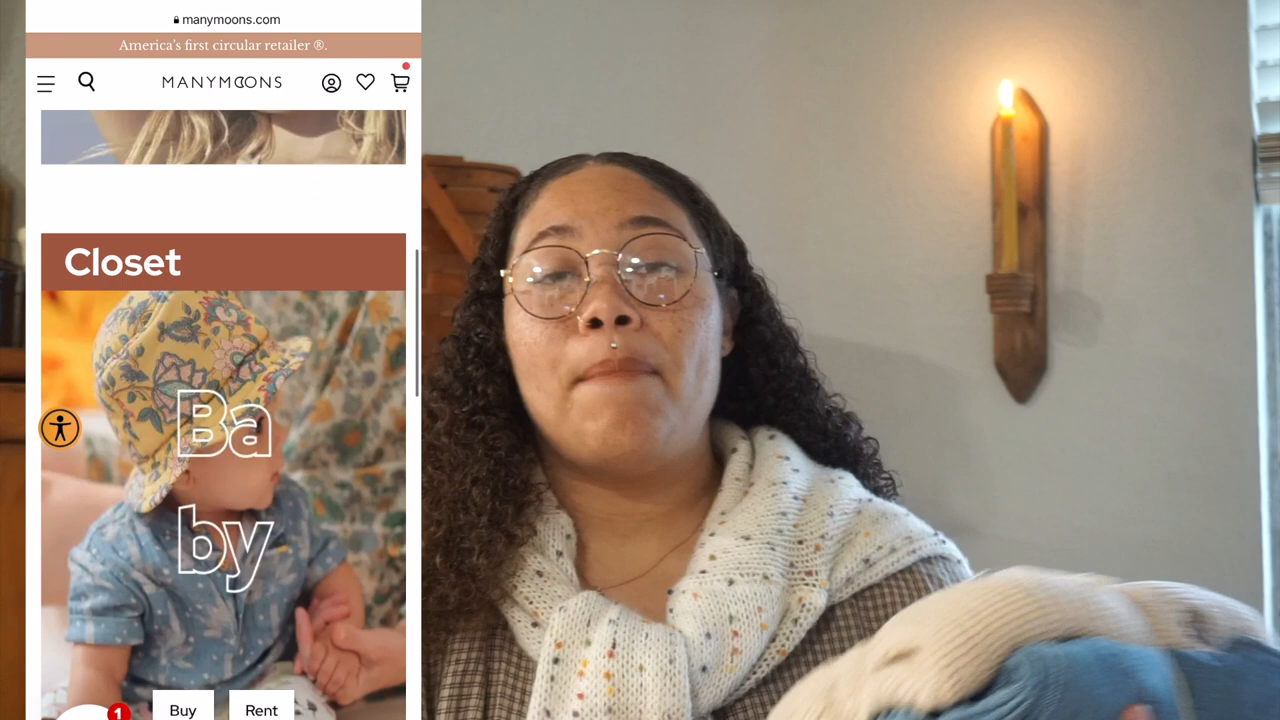 manymoons.com
America's first circular retailer ®.
MANYMOONS
Closet
Ba
by
Buy
Rent
1